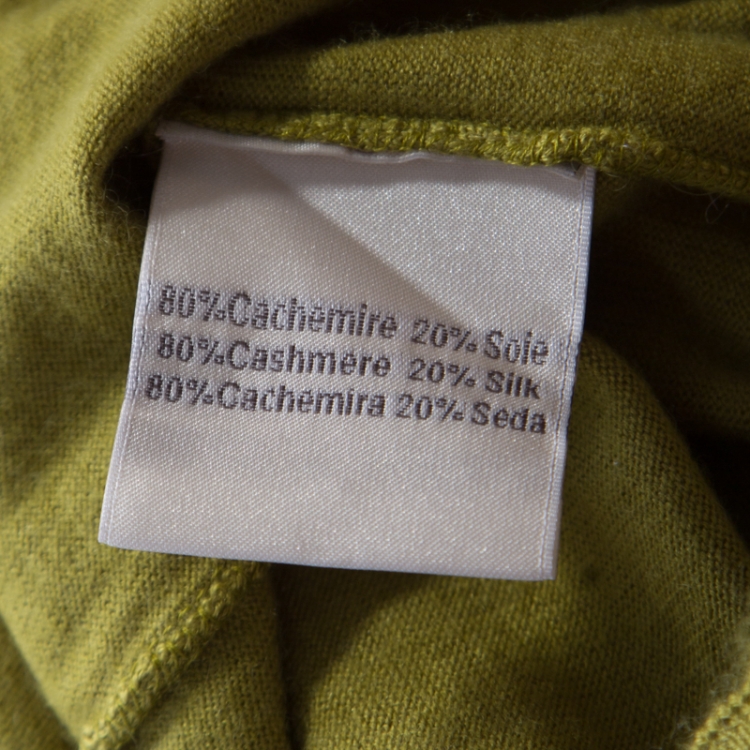 80%Cachemire 20% Soie
80%Cashmere 20% Silk
80%Cachemira 20% Seda